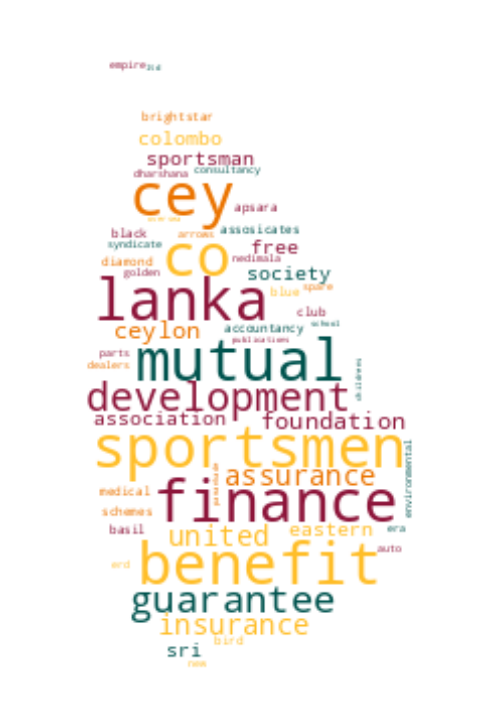 empire ltd
brightstar
colombo
sportsman
dharshana consultancy
cey
apsara
black arrows assosicates
syndicate co free
diamond nedimala
golden society
lanka blue spare
club
ceylon accountancy school
publications
parts mutual
dealers
development
association foundation
sportsmen
assurance
medical finance
schemes
environmental
basil united eastern era
auto
erd benefit
guarantee
insurance
bird
sri